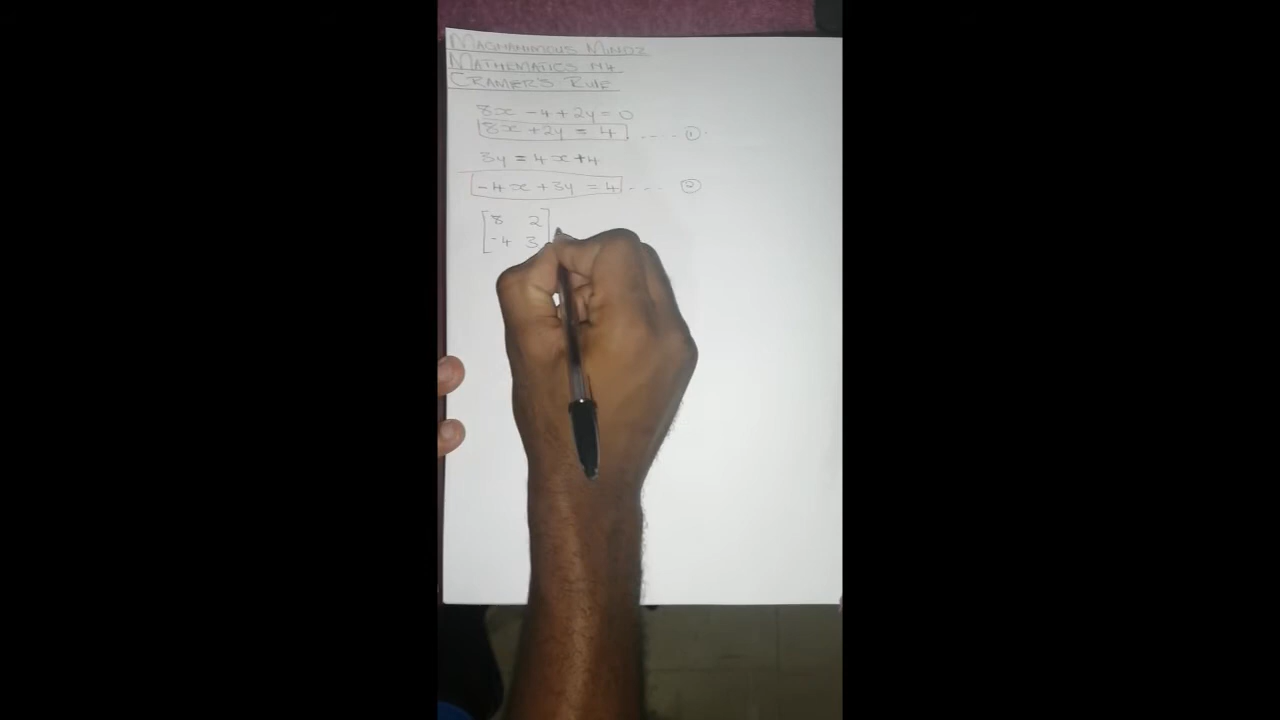 MAGNANIMOUS MINDZ
MATHEMATICS N4
CRAMER'S RULE
8x - 4 + 2y = 0
8x + 2y = 4 ..... ①
3y = 4x + 4
-4x + 3y = 4 .... ②
[8 2]
[-4 3]